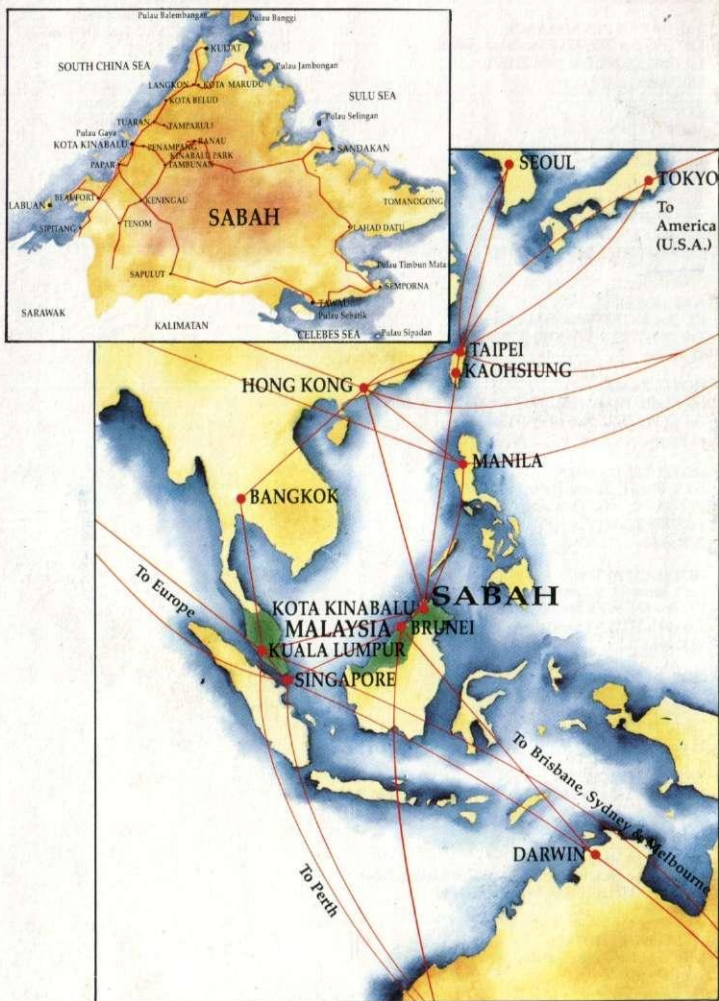 Pulau Balembangan
Pulau Banggi
KUDAT
SOUTH CHINA SEA
Pulau Jambongan
LANGKON
KOTA MARUDU
SULU SEA
KOTA BELUD
Pulau Selingan
TUARAN
TAMPARULI
Pulau Gaya
KOTA KINABALU
PENAMPANG
RANAU
KINABALU PARK
SANDAKAN
PAPAR
TAMBUNAN
BEAUFORT
KENINGAU
LABUAN
SABAH
TOMANGGONG
SIPITANG
TENOM
LAHAD DATU
Pulau Timbun Mata
SAPULUT
SEMPORNA
TAWAU
Pulau Sebatik
SARAWAK
KALIMATAN
CELEBES SEA
Pulau Sipadan
SEOUL
TOKYO
To
America
(U.S.A.)
TAIPEI
KAOHSIUNG
HONG KONG
MANILA
BANGKOK
To Europe
SABAH
KOTA KINABALU
MALAYSIA
BRUNEI
KUALA LUMPUR
SINGAPORE
To Brisbane, Sydney & Melbourne
DARWIN
To Perth